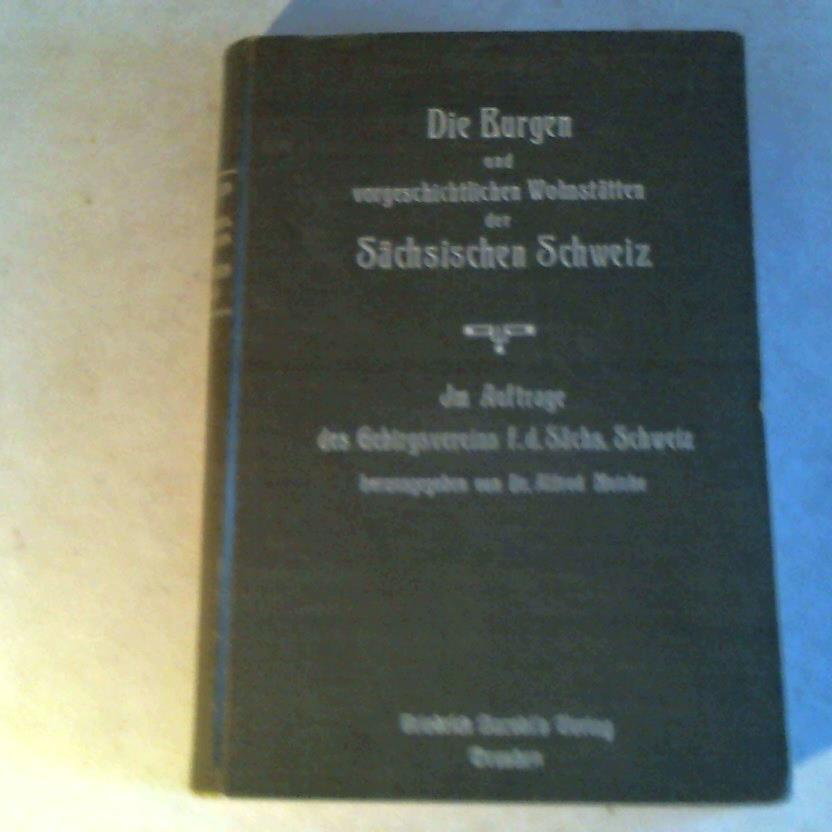 Die Burgen
und
vorgeschichtlichen Wohnstätten
der
Sächsischen Schweiz
Im Auftrage
des Gebirgsvereins f. d. Sächs. Schweiz
herausgegeben von Dr. Alfred Meiche
Verlag
Dresden